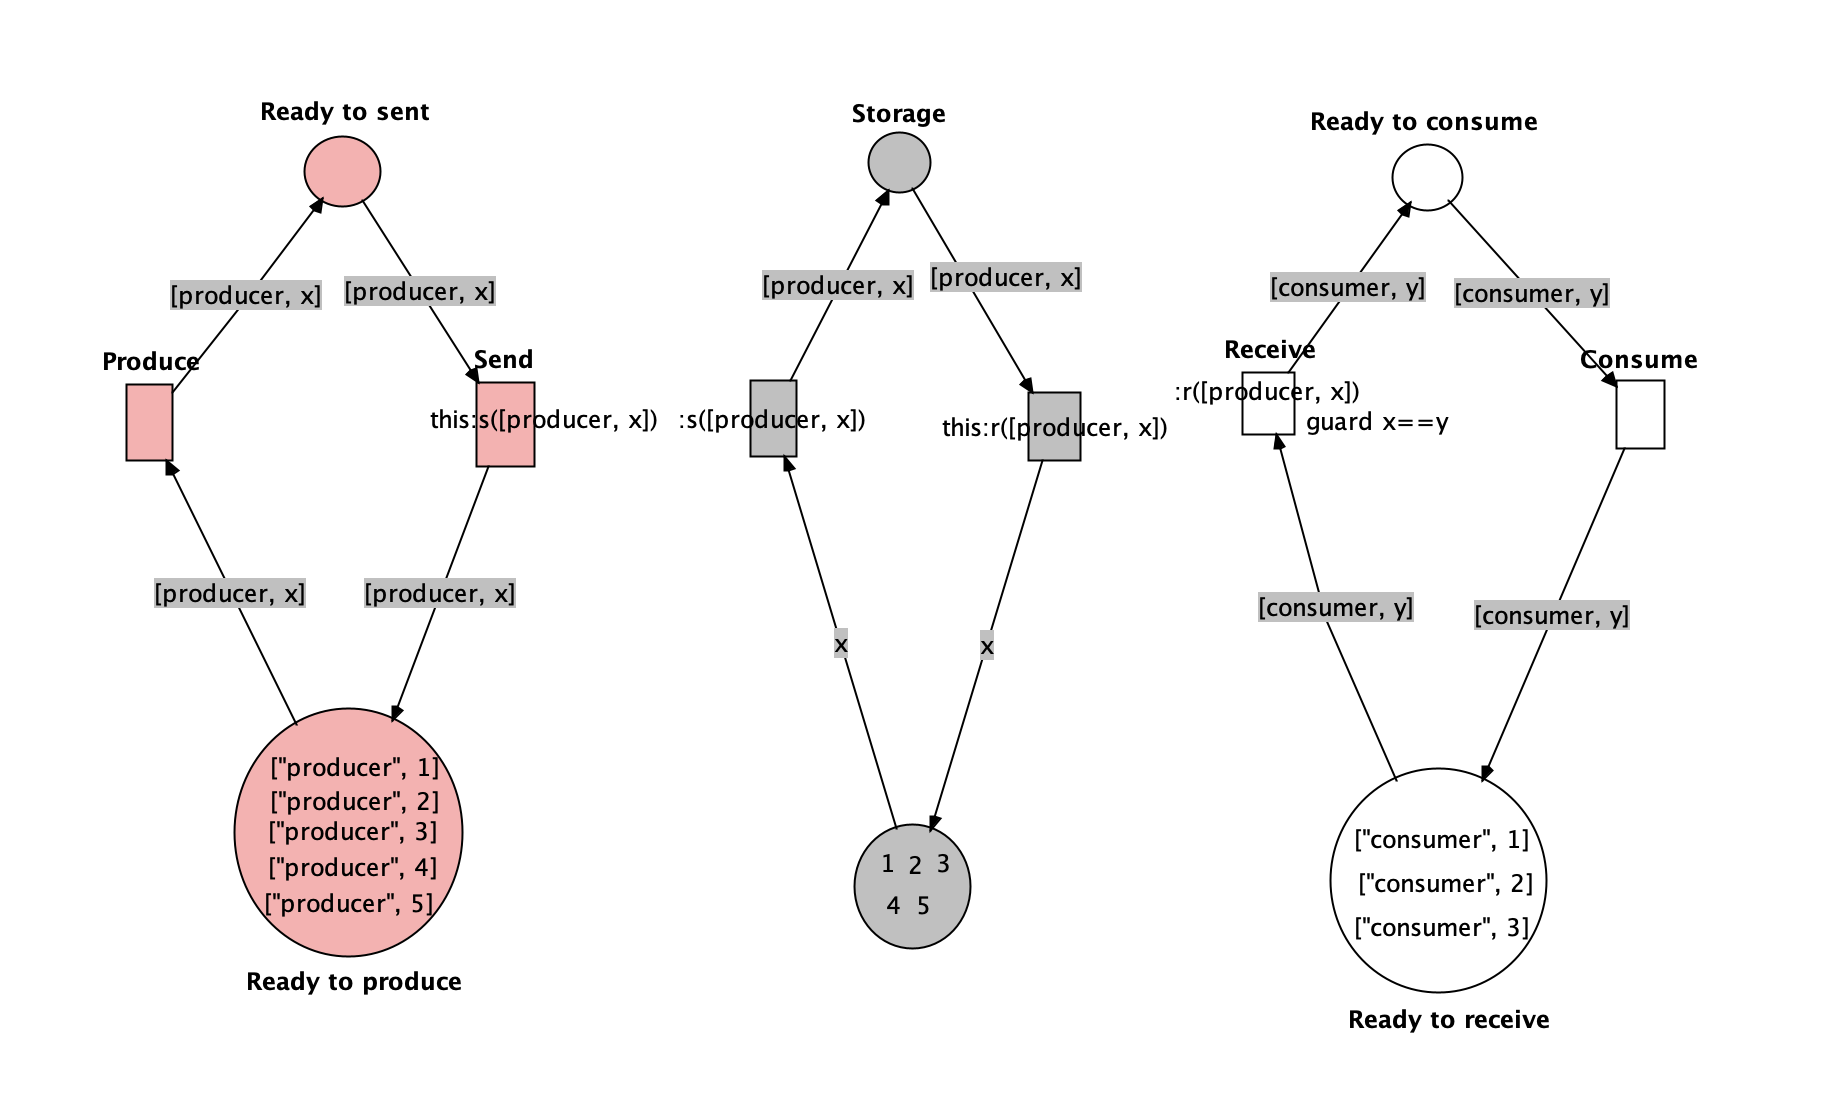 Ready to sent
[producer, x]
[producer, x]
Produce
Send
this:s([producer, x])
[producer, x]
[producer, x]
["producer", 1]
["producer", 2]
["producer", 3]
["producer", 4]
["producer", 5]
Ready to produce
Storage
[producer, x]
[producer, x]
:s([producer, x])
this:r([producer, x])
x
x
1 2 3
4 5
Ready to consume
[consumer, y]
[consumer, y]
Receive
Consume
:r([producer, x])
guard x==y
[consumer, y]
[consumer, y]
["consumer", 1]
["consumer", 2]
["consumer", 3]
Ready to receive